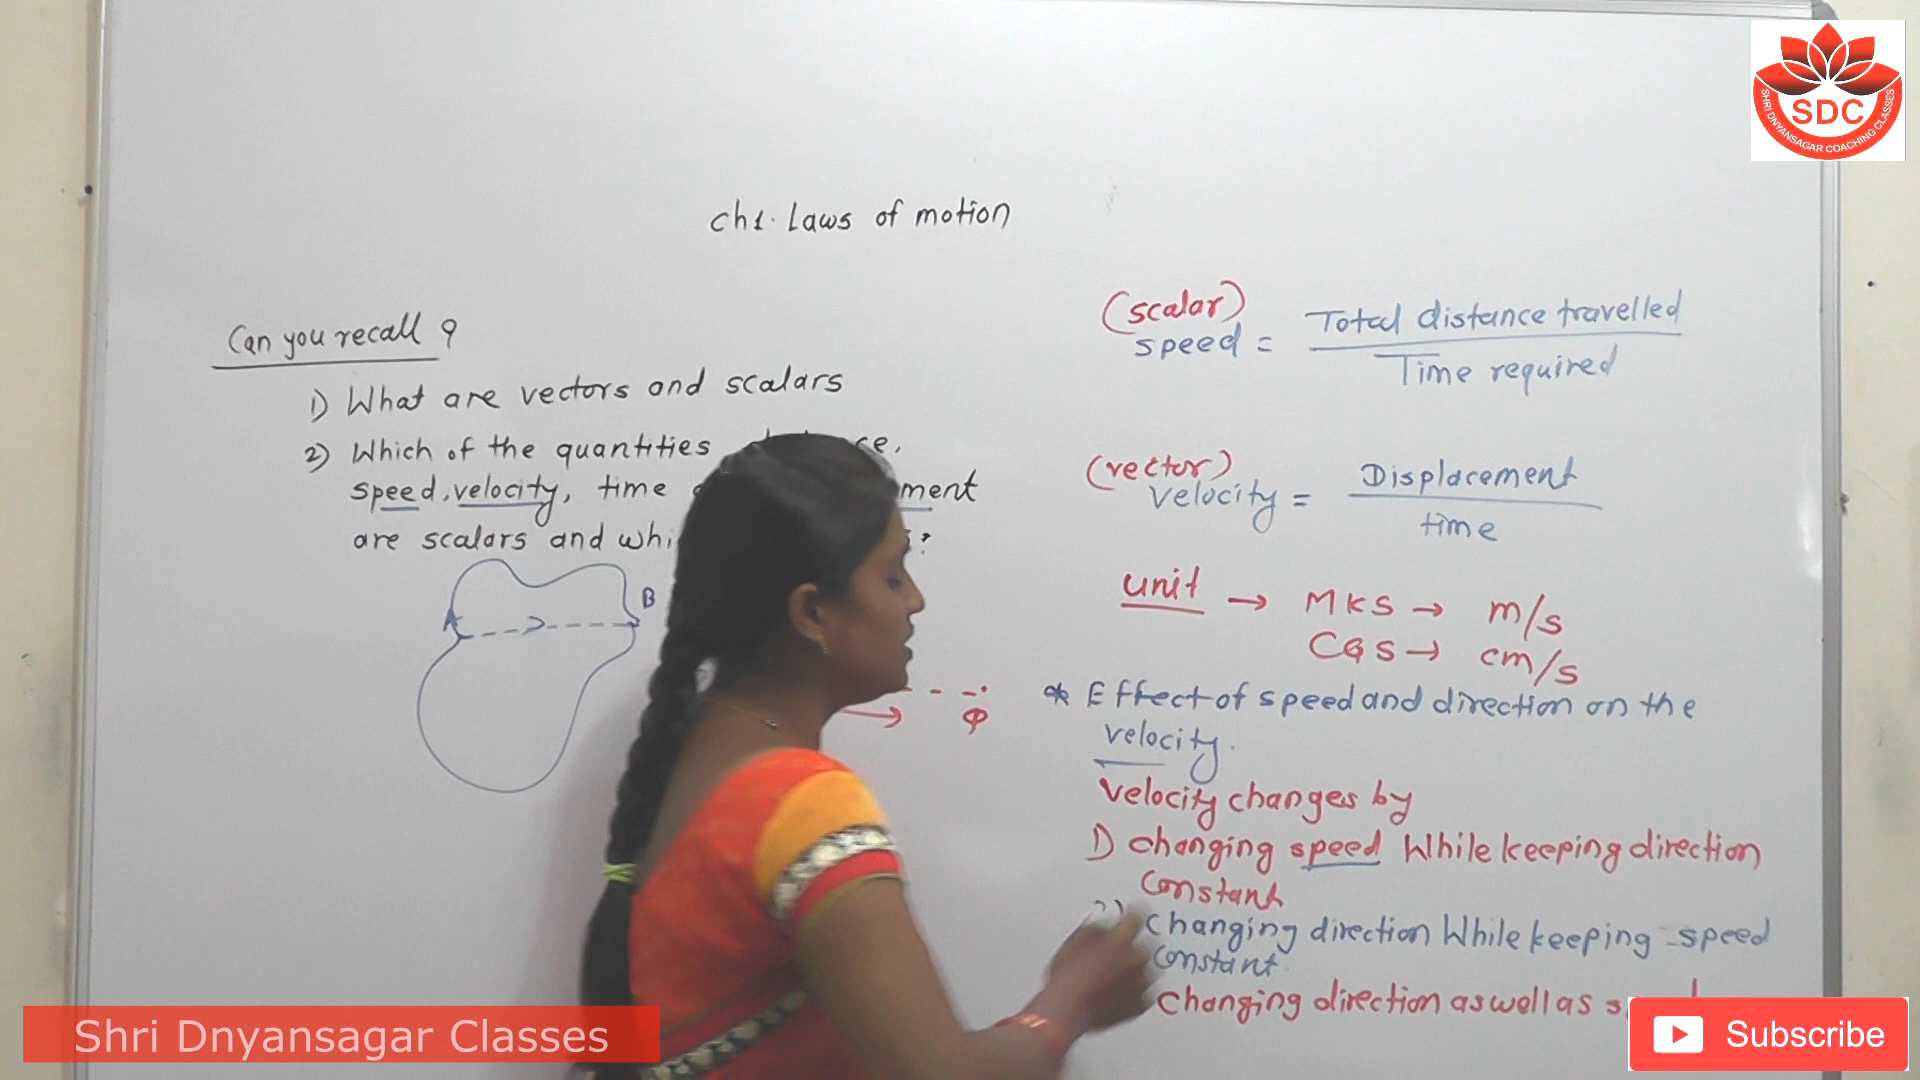 SDC
SHRI DNYANSAGAR COACHING CLASSES
ch1. Laws of motion
Can you recall ?
1) What are vectors and scalars
2) Which of the quantities
speed, velocity, time
are scalars and
A
B
(scalar)
speed = Total distance travelled
Time required
(vector)
velocity = Displacement
time
unit → MKS → m/s
CGS → cm/s
* Effect of speed and direction on the
velocity.
Velocity changes by
1) changing speed While keeping direction
constant
2) changing direction While keeping speed
constant.
changing direction as well as
Shri Dnyansagar Classes
Subscribe